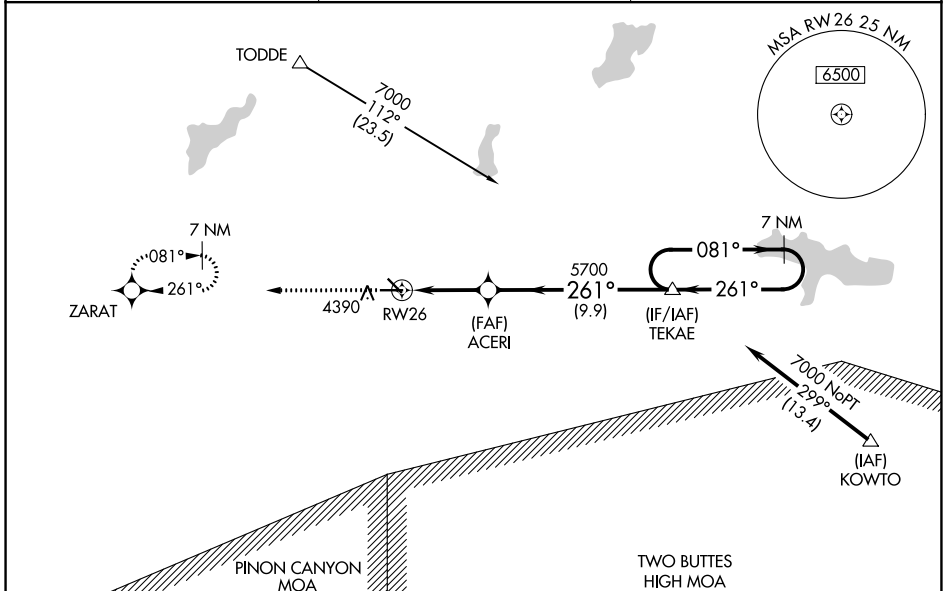 MSA RW 26 25 NM
6500
TODDE
7000
112°
(23.5)
7 NM
081°
261°
ZARAT
4390
RW26
(FAF)
ACERI
5700
261°
(9.9)
(IF/IAF)
TEKAE
7 NM
081°
261°
7000 NoPT
299°
(13.4)
(IAF)
KOWTO
PINON CANYON
MOA
TWO BUTTES
HIGH MOA